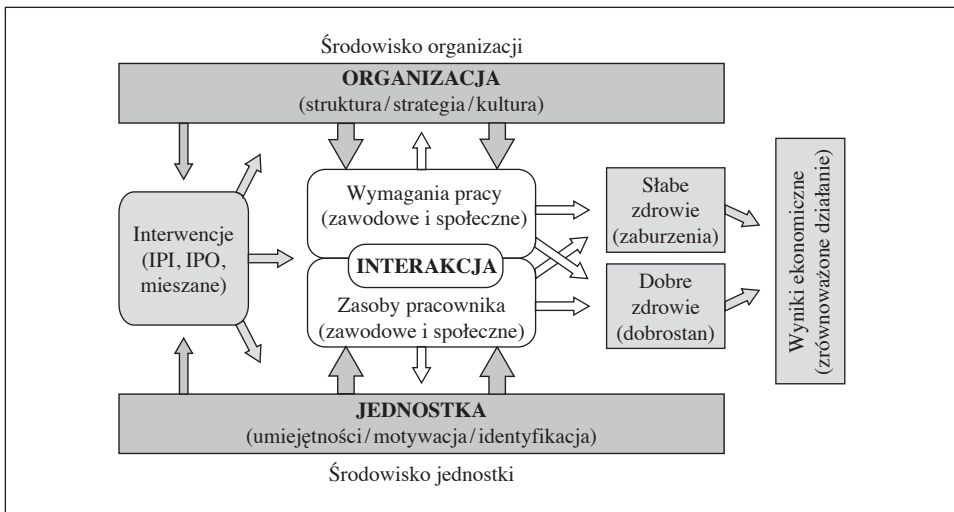 Środowisko organizacji
ORGANIZACJA
(struktura/strategia/kultura)
Interwencje
(IPI, IPO,
mieszane)
Wymagania pracy
(zawodowe i społeczne)
INTERAKCJA
Zasoby pracownika
(zawodowe i społeczne)
Słabe
zdrowie
(zaburzenia)
Dobre
zdrowie
(dobrostan)
Wyniki ekonomiczne
(zrównoważone działanie)
JEDNOSTKA
(umiejętności/motywacja/identyfikacja)
Środowisko jednostki